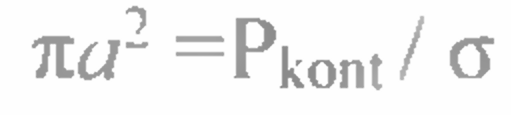 πa² = P_kont / σ